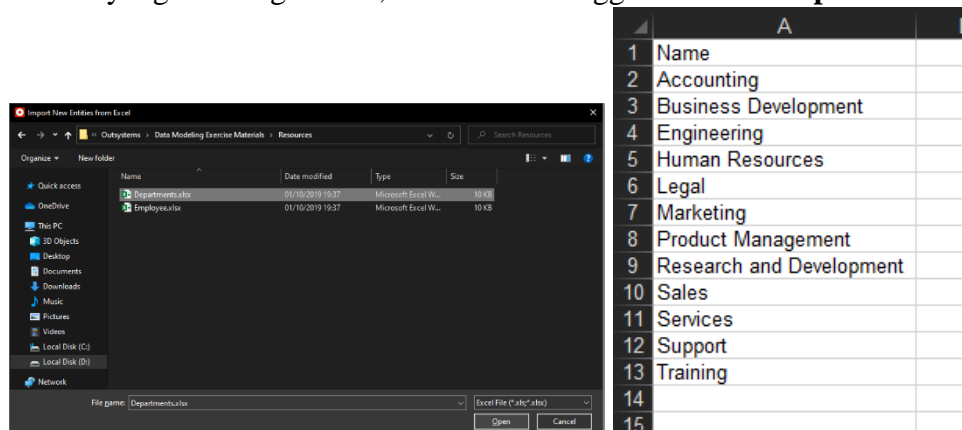 Import New Entities from Excel
Outsystems › Data Modeling Exercise Materials › Resources
Search Resources
Organize
New folder
Name Date modified Type Size
Quick access
OneDrive
This PC
3D Objects
Desktop
Documents
Downloads
Music
Pictures
Videos
Local Disk (C:)
Local Disk (D:)
Network
Departments.xlsx 01/10/2019 19:37 Microsoft Excel W... 10 KB
Employee.xlsx 01/10/2019 19:37 Microsoft Excel W... 10 KB
File name: Departments.xlsx
Excel File (*.xls;*.xlsx)
Open Cancel
A
1 Name
2 Accounting
3 Business Development
4 Engineering
5 Human Resources
6 Legal
7 Marketing
8 Product Management
9 Research and Development
10 Sales
11 Services
12 Support
13 Training
14
15